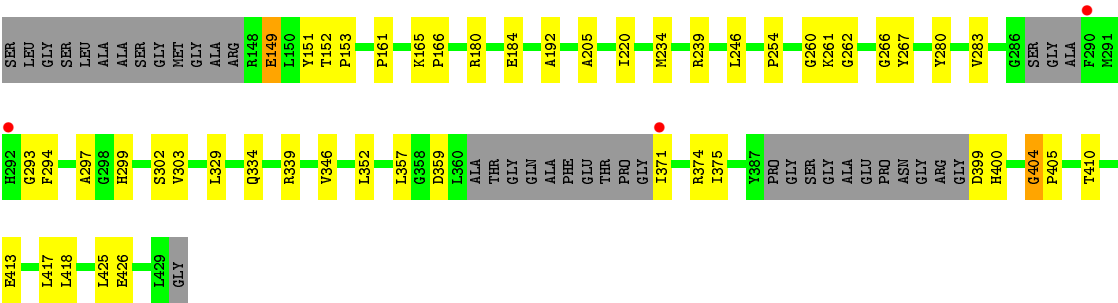 SER LEU GLY SER LEU ALA ALA SER GLY MET GLY ALA ARG R148 E149 L150 Y151 T152 P153 P161 K165 P166 R180 E184 A192 A205 I220 M234 R239 L246 P254 G260 K261 G262 G266 Y267 Y280 V283 G286 SER GLY ALA F290 M291
H292 G293 F294 A297 G298 H299 S302 V303 L329 Q334 R339 V346 L352 L357 G358 D359 L360 ALA THR GLY GLN ALA PHE GLU THR PRO GLY I371 R374 I375 Y387 PRO GLY SER GLY ALA GLU PRO ASN GLY ARG GLY D399 H400 G404 P405 T410
E413 L417 L418 L425 E426 L429 GLY